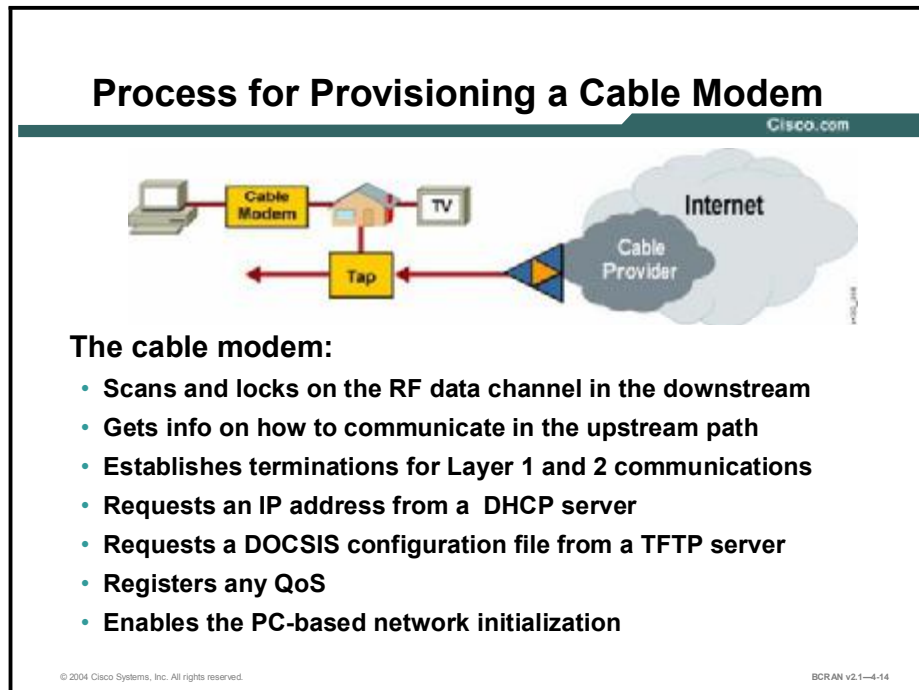 Process for Provisioning a Cable Modem
Cisco.com
Cable
Modem
TV
Tap
Internet
Cable
Provider
The cable modem:
• Scans and locks on the RF data channel in the downstream
• Gets info on how to communicate in the upstream path
• Establishes terminations for Layer 1 and 2 communications
• Requests an IP address from a DHCP server
• Requests a DOCSIS configuration file from a TFTP server
• Registers any QoS
• Enables the PC-based network initialization
© 2004 Cisco Systems, Inc. All rights reserved.
BCRAN v2.1—4-14